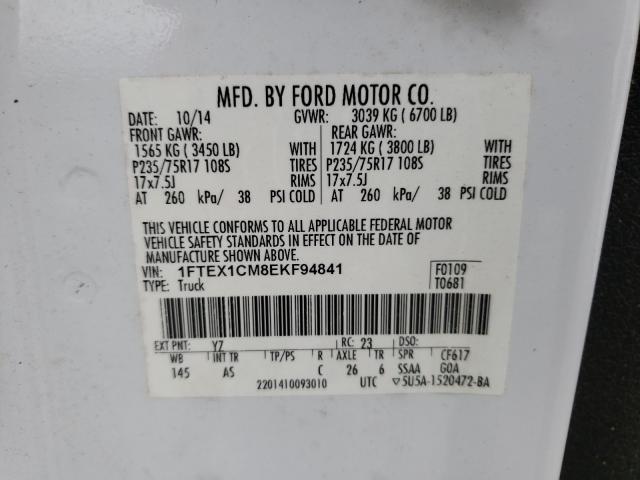 MFD. BY FORD MOTOR CO.
DATE: 10/14 GVWR: 3039 KG ( 6700 LB)
FRONT GAWR: REAR GAWR:
1565 KG ( 3450 LB) WITH 1724 KG ( 3800 LB) WITH
P235/75R17 108S TIRES P235/75R17 108S TIRES
17x7.5J RIMS 17x7.5J RIMS
AT 260 kPa/ 38 PSI COLD AT 260 kPa/ 38 PSI COLD
THIS VEHICLE CONFORMS TO ALL APPLICABLE FEDERAL MOTOR
VEHICLE SAFETY STANDARDS IN EFFECT ON THE DATE OF
MANUFACTURE SHOWN ABOVE.
VIN: 1FTEX1CM8EKF94841 F0109
TYPE: Truck T0681
EXT PNT: YZ RC: 23 DSO:
WB INT TR TP/PS R AXLE TR SPR CF617
145 AS C 26 6 SSAA GOA
2201410093010 UTC ▽5U5A-1520472-BA